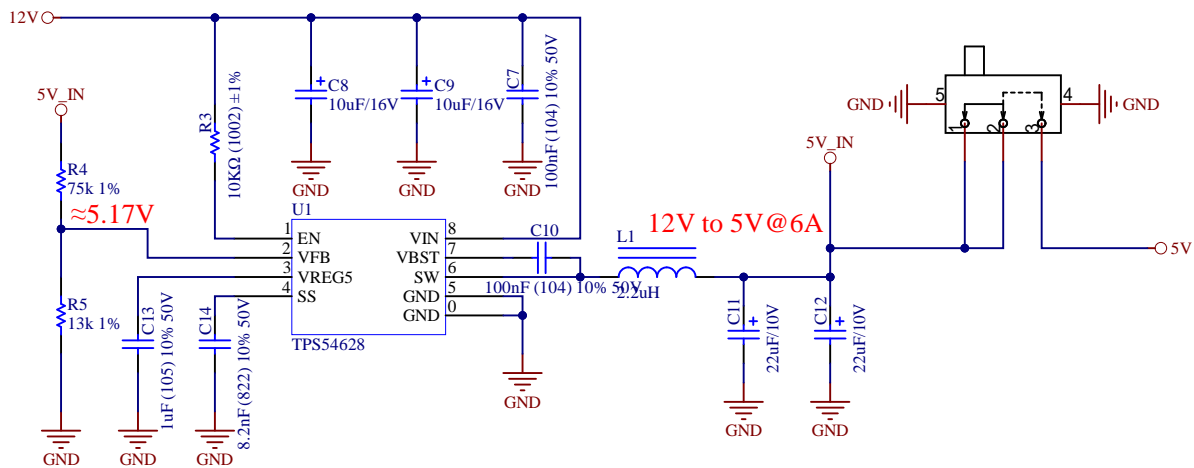 12V
5V_IN
R4
75k 1%
≈5.17V
R5
13k 1%
GND
R3
10KΩ (1002) ±1%
C8
10uF/16V
GND
C9
10uF/16V
GND
C7
100nF (104) 10% 50V
GND
U1
1
EN
2
VFB
3
VREG5
4
SS
VIN
8
VBST
7
SW
6
GND
5
GND
0
TPS54628
C13
1uF (105) 10% 50V
GND
C14
8.2nF (822) 10% 50V
GND
C10
100nF (104) 10% 50V
GND
12V to 5V@6A
L1
2.2uH
C11
22uF/10V
GND
C12
22uF/10V
GND
5V_IN
GND
5
4
GND
1
2
3
5V